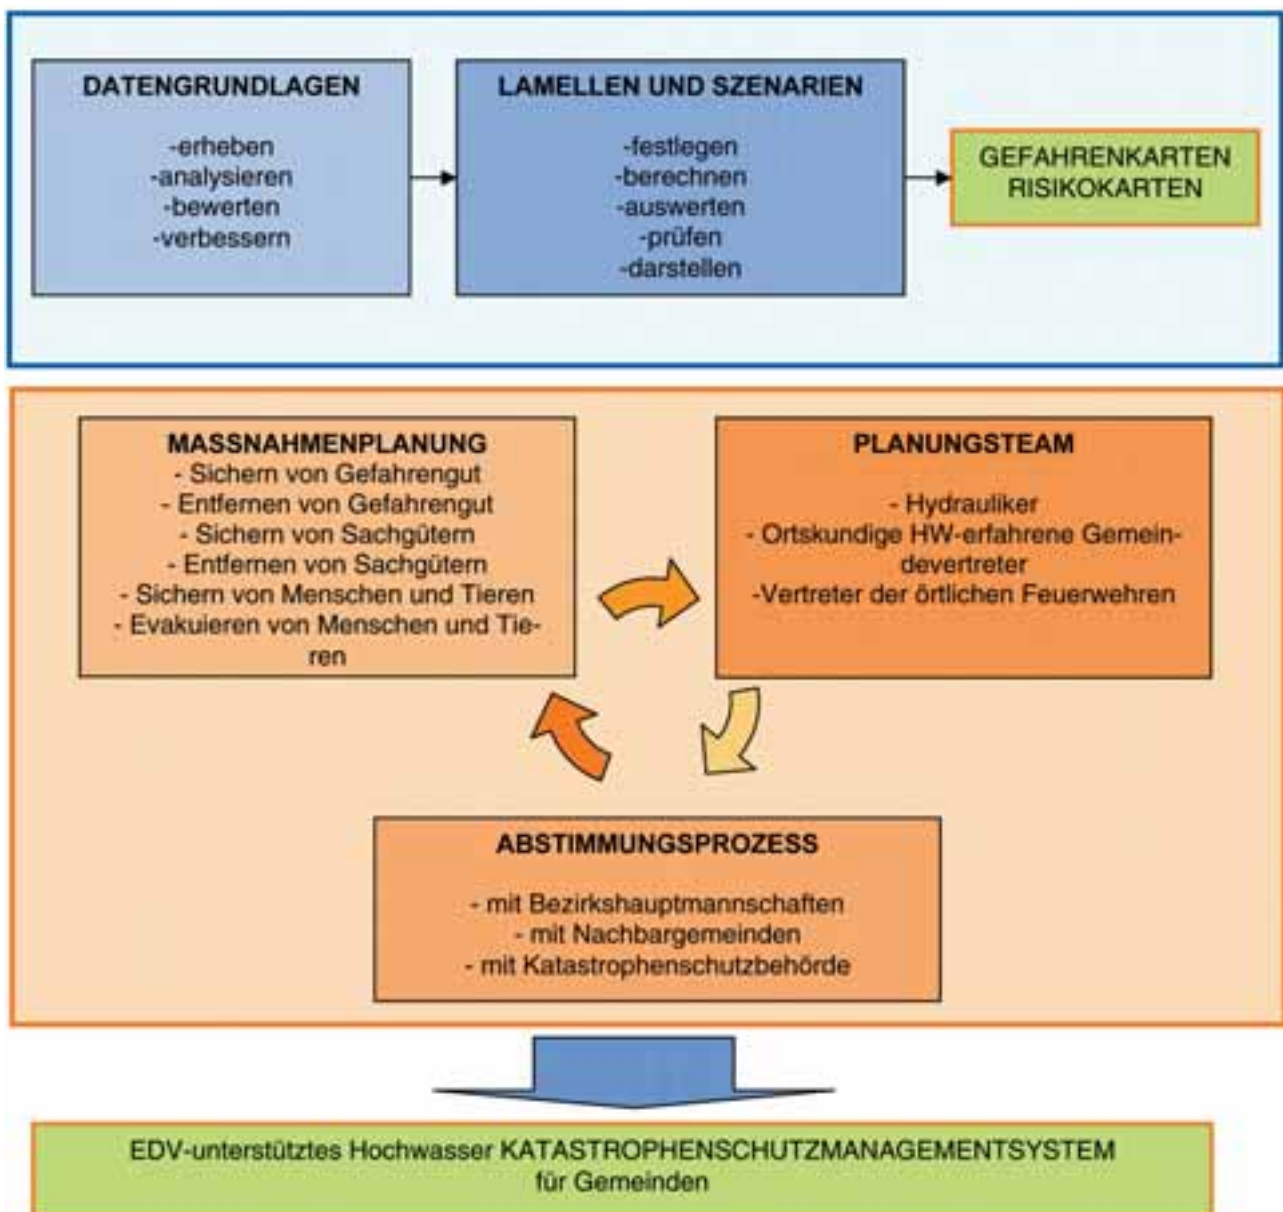 DATENGRUNDLAGEN
-erheben
-analysieren
-bewerten
-verbessern
LAMELLEN UND SZENARIEN
-festlegen
-berechnen
-auswerten
-prüfen
-darstellen
GEFAHRENKARTEN
RISIKOKARTEN
MASSNAHMENPLANUNG
- Sichern von Gefahrengut
- Entfernen von Gefahrengut
- Sichern von Sachgütern
- Entfernen von Sachgütern
- Sichern von Menschen und Tieren
- Evakuieren von Menschen und Tie-
ren
PLANUNGSTEAM
- Hydrauliker
- Ortskundige HW-erfahrene Gemein-
devertreter
-Vertreter der örtlichen Feuerwehren
ABSTIMMUNGSPROZESS
- mit Bezirkshauptmannschaften
- mit Nachbargemeinden
- mit Katastrophenschutzbehörde
EDV-unterstütztes Hochwasser KATASTROPHENSCHUTZMANAGEMENTSYSTEM
für Gemeinden